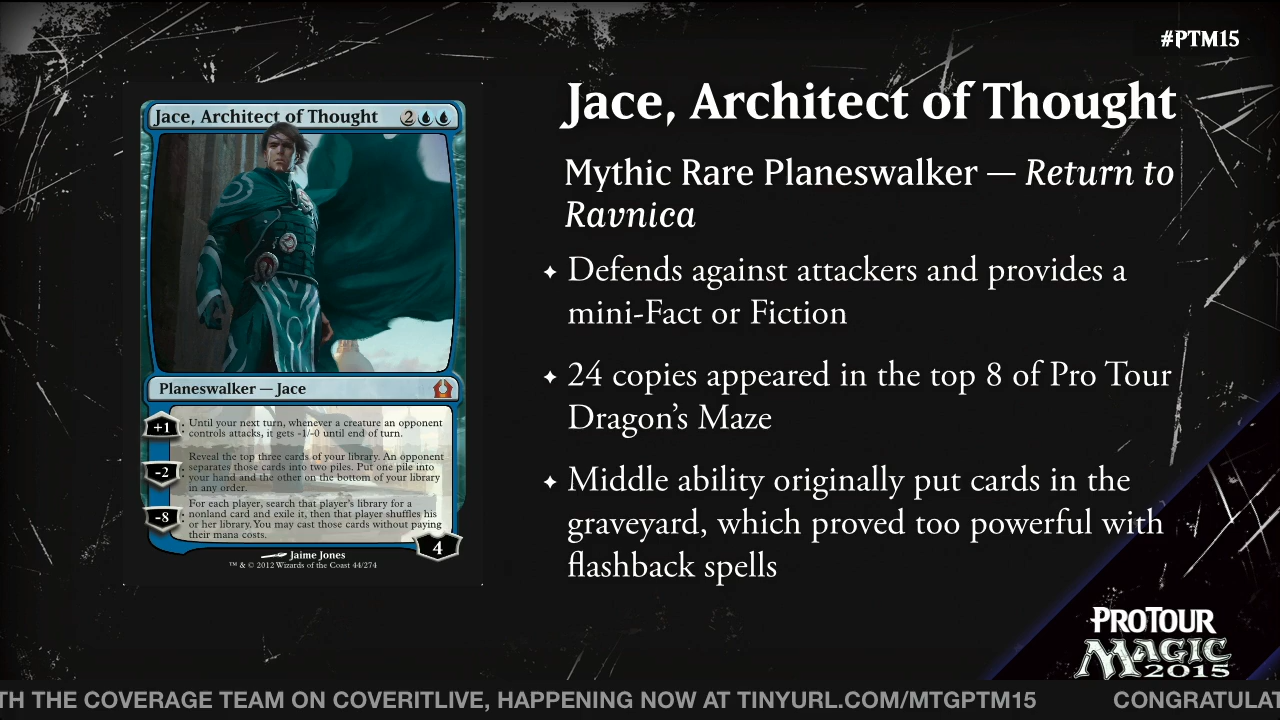 #PTM15
Jace, Architect of Thought
2
Jace, Architect of Thought
Mythic Rare Planeswalker — Return to
Ravnica
✦ Defends against attackers and provides a
mini-Fact or Fiction
✦ 24 copies appeared in the top 8 of Pro Tour
Dragon's Maze
✦ Middle ability originally put cards in the
graveyard, which proved too powerful with
flashback spells
Planeswalker — Jace
+1 : Until your next turn, whenever a creature an opponent
controls attacks, it gets -1/-0 until end of turn.
-2 : Reveal the top three cards of your library. An opponent
separates those cards into two piles. Put one pile into
your hand and the other on the bottom of your library
in any order.
-8 : For each player, search that player's library for a
nonland card and exile it, then that player shuffles his
or her library. You may cast those cards without paying
their mana costs.
4
Jaime Jones
™ & © 2012 Wizards of the Coast 44/274
PRO TOUR
MAGIC
2015
TH THE COVERAGE TEAM ON COVERITLIVE, HAPPENING NOW AT TINYURL.COM/MTGPTM15 CONGRATULAT